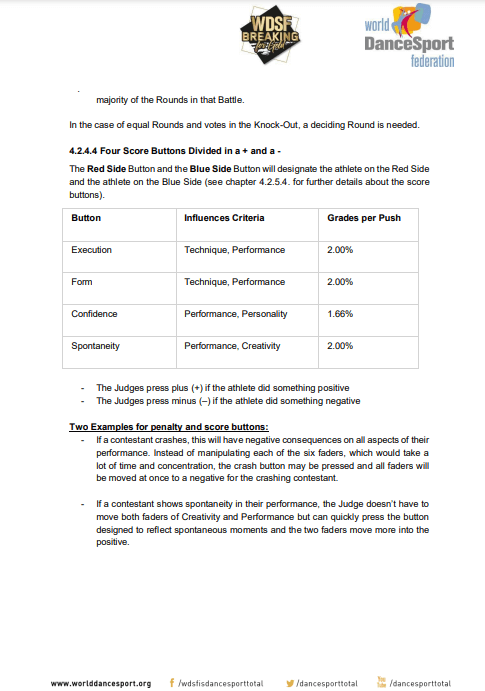 WDSF
BREAKING
for Gold
world
DanceSport
federation
majority of the Rounds in that Battle.
In the case of equal Rounds and votes in the Knock-Out, a deciding Round is needed.
4.2.4.4 Four Score Buttons Divided in a + and a -
The Red Side Button and the Blue Side Button will designate the athlete on the Red Side
and the athlete on the Blue Side (see chapter 4.2.5.4. for further details about the score
buttons).
Button Influences Criteria Grades per Push
Execution Technique, Performance 2.00%
Form Technique, Performance 2.00%
Confidence Performance, Personality 1.66%
Spontaneity Performance, Creativity 2.00%
- The Judges press plus (+) if the athlete did something positive
- The Judges press minus (–) if the athlete did something negative
Two Examples for penalty and score buttons:
- If a contestant crashes, this will have negative consequences on all aspects of their
performance. Instead of manipulating each of the six faders, which would take a
lot of time and concentration, the crash button may be pressed and all faders will
be moved at once to a negative for the crashing contestant.
- If a contestant shows spontaneity in their performance, the Judge doesn't have to
move both faders of Creativity and Performance but can quickly press the button
designed to reflect spontaneous moments and the two faders move more into the
positive.
www.worlddancesport.org f /wdsfisdancesporttotal /dancesporttotal You Tube /dancesporttotal